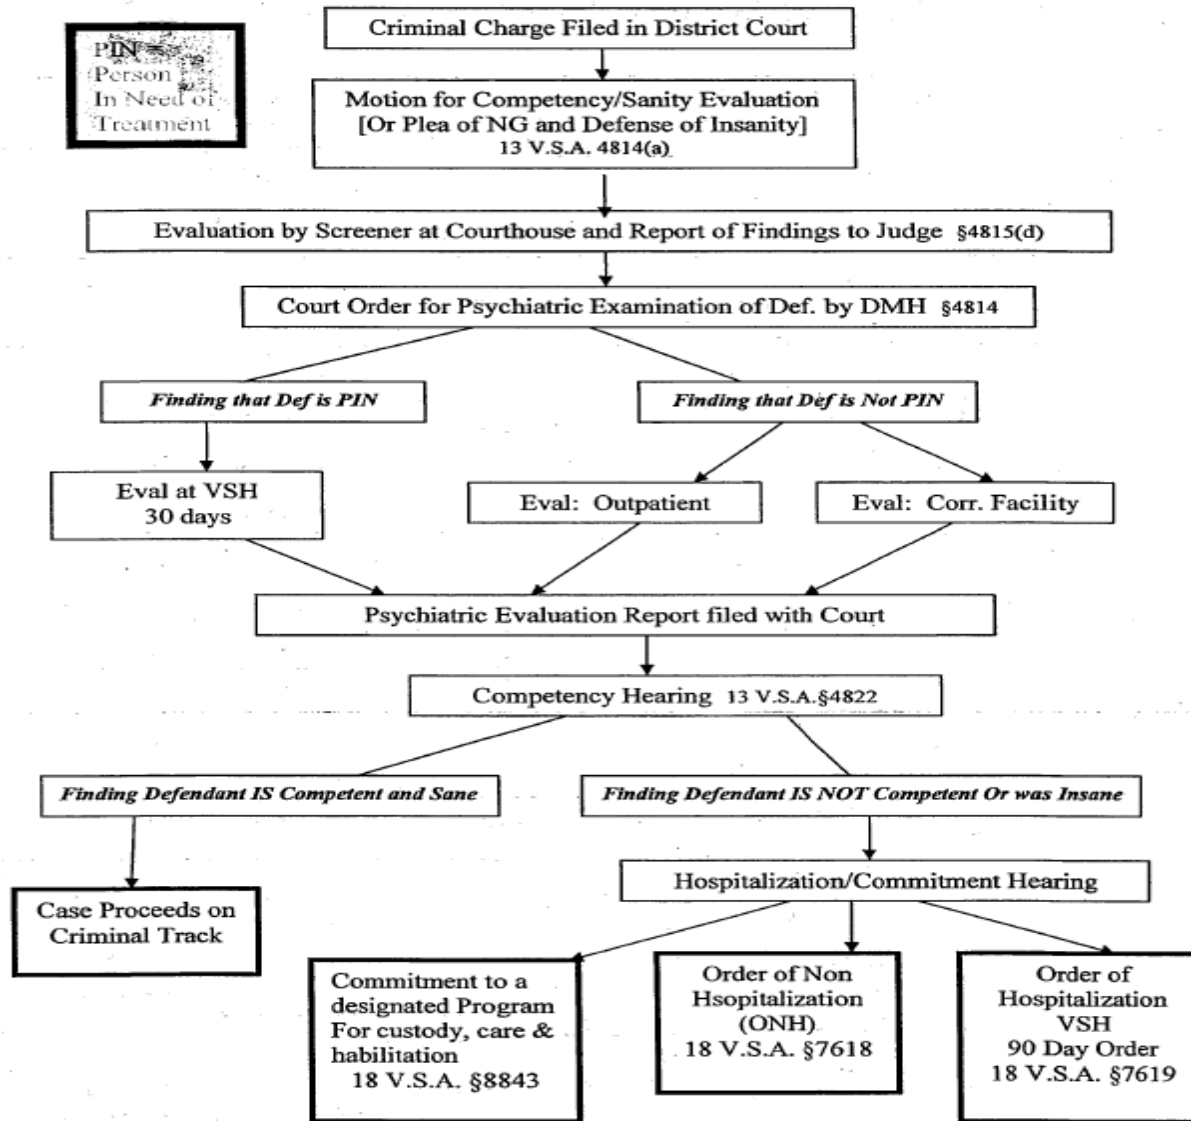 Criminal Charge Filed in District Court
PIN =
Person
In Need of
Treatment
Motion for Competency/Sanity Evaluation
[Or Plea of NG and Defense of Insanity]
13 V.S.A. 4814(a)
Evaluation by Screener at Courthouse and Report of Findings to Judge §4815(d)
Court Order for Psychiatric Examination of Def. by DMH §4814
Finding that Def is PIN
Finding that Def is Not PIN
Eval at VSH
30 days
Eval: Outpatient
Eval: Corr. Facility
Psychiatric Evaluation Report filed with Court
Competency Hearing 13 V.S.A.§4822
Finding Defendant IS Competent and Sane
Finding Defendant IS NOT Competent Or was Insane
Case Proceeds on
Criminal Track
Hospitalization/Commitment Hearing
Commitment to a
designated Program
For custody, care &
habilitation
18 V.S.A. §8843
Order of Non
Hsopitalization
(ONH)
18 V.S.A. §7618
Order of
Hospitalization
VSH
90 Day Order
18 V.S.A. §7619